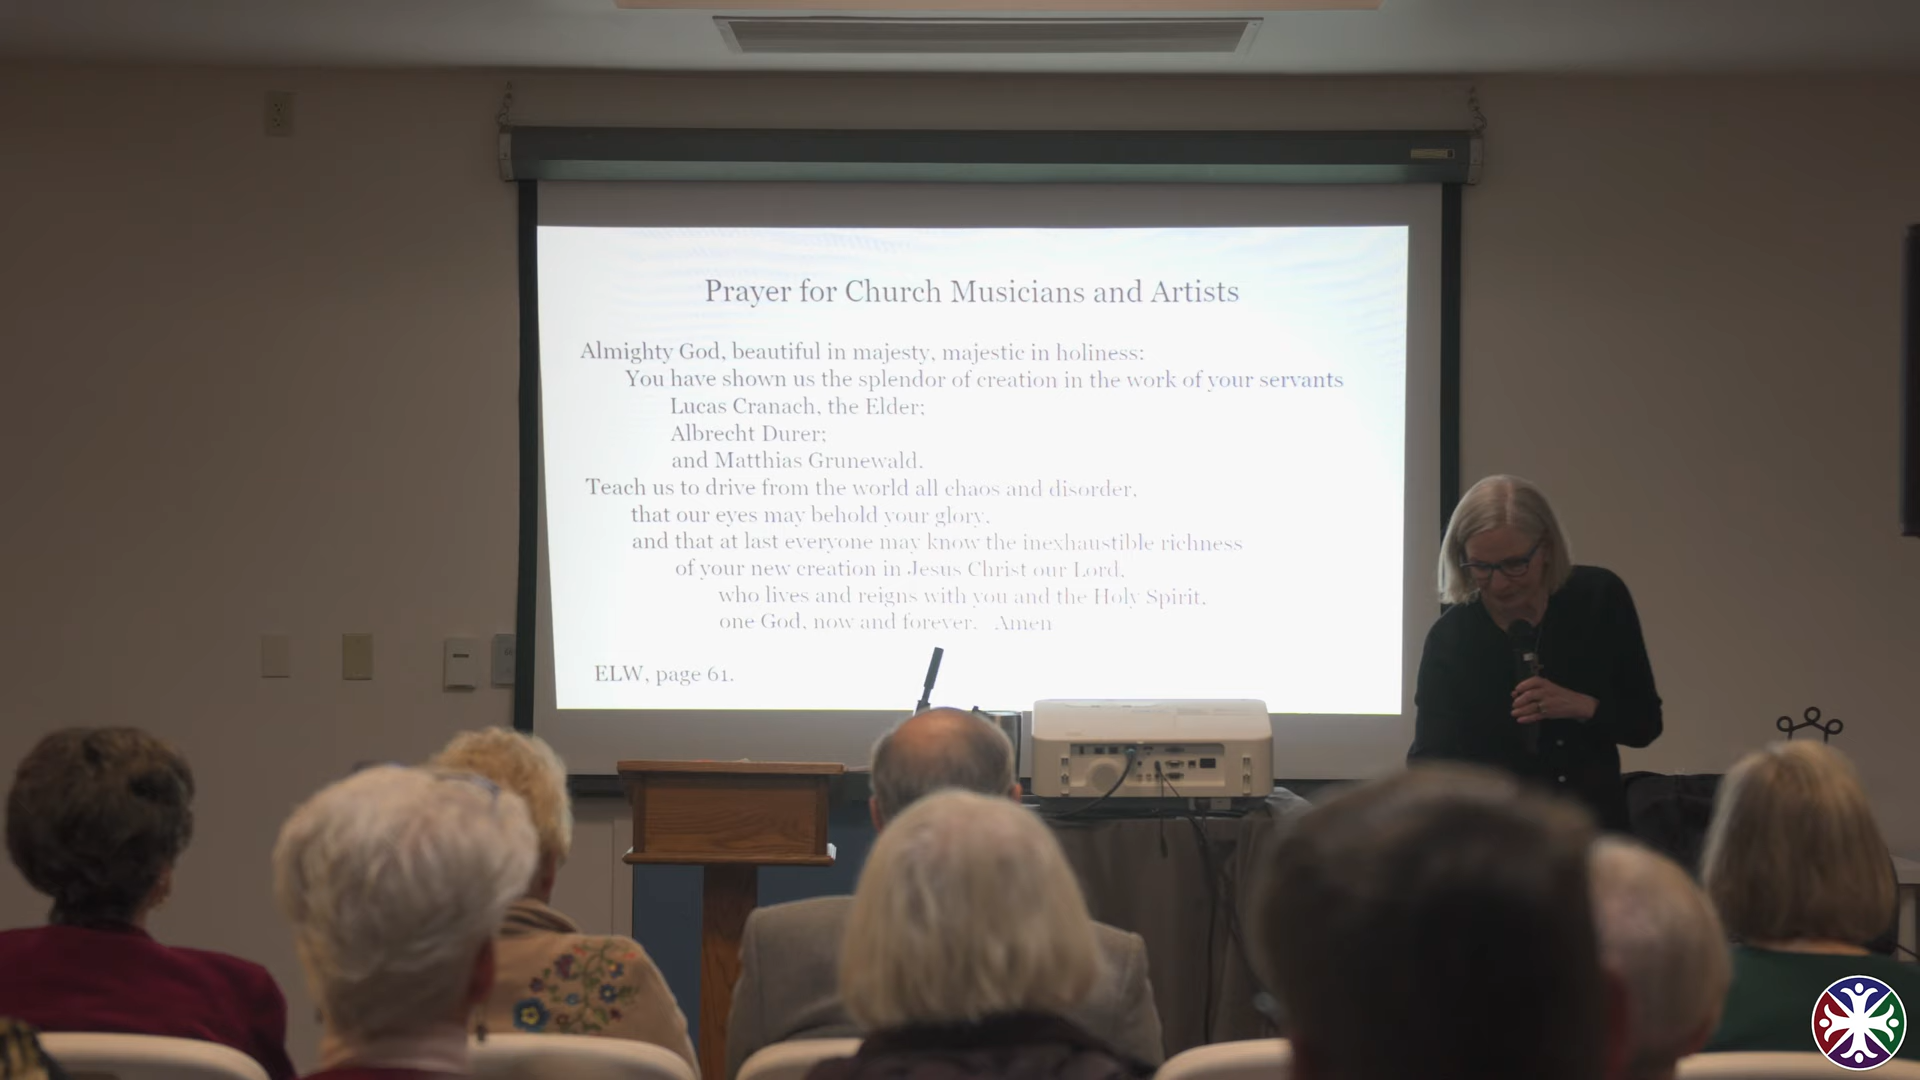 Prayer for Church Musicians and Artists
Almighty God, beautiful in majesty, majestic in holiness:
You have shown us the splendor of creation in the work of your servants
Lucas Cranach, the Elder;
Albrecht Durer;
and Matthias Grunewald.
Teach us to drive from the world all chaos and disorder,
that our eyes may behold your glory,
and that at last everyone may know the inexhaustible richness
of your new creation in Jesus Christ our Lord,
who lives and reigns with you and the Holy Spirit,
one God, now and forever. Amen
ELW, page 61.